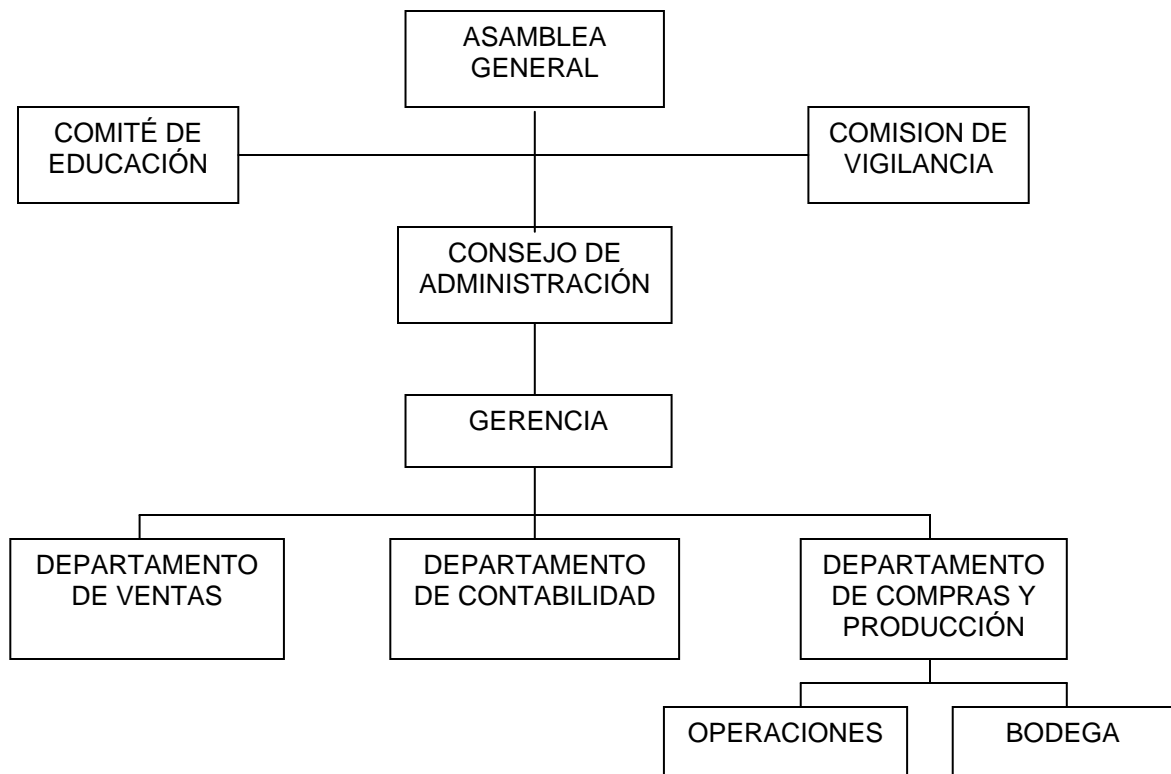 ASAMBLEA
GENERAL
COMITÉ DE
EDUCACIÓN
COMISION DE
VIGILANCIA
CONSEJO DE
ADMINISTRACIÓN
GERENCIA
DEPARTAMENTO
DE VENTAS
DEPARTAMENTO
DE CONTABILIDAD
DEPARTAMENTO
DE COMPRAS Y
PRODUCCIÓN
OPERACIONES
BODEGA